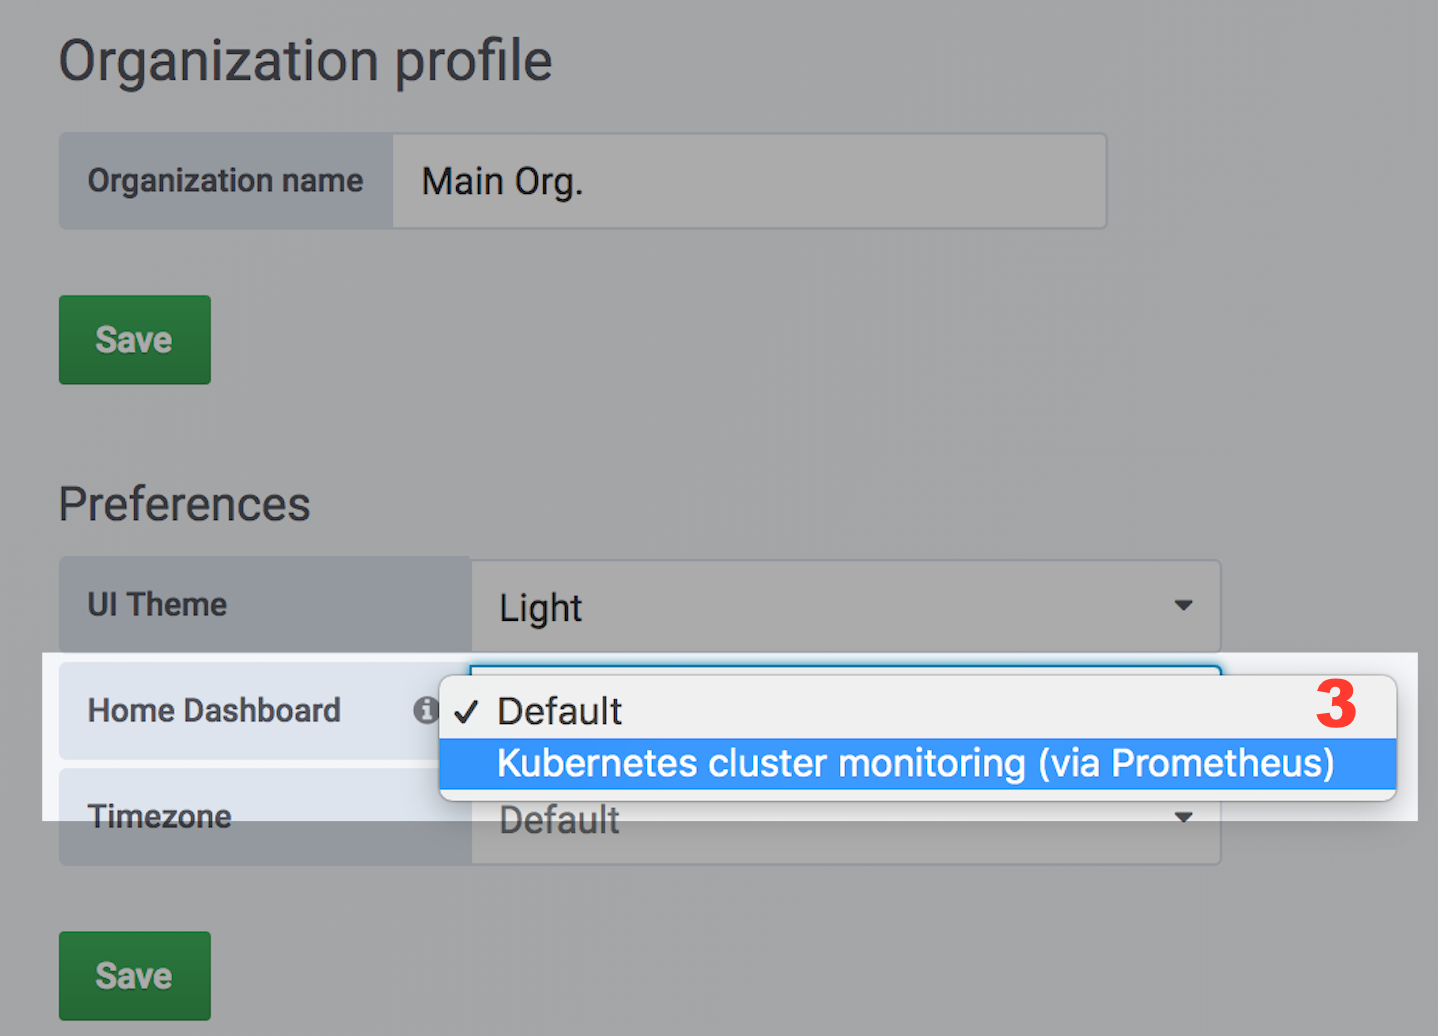 Organization profile
Organization name Main Org.
Save
Preferences
UI Theme Light
Home Dashboard ✓ Default 3
Kubernetes cluster monitoring (via Prometheus)
Timezone Default
Save